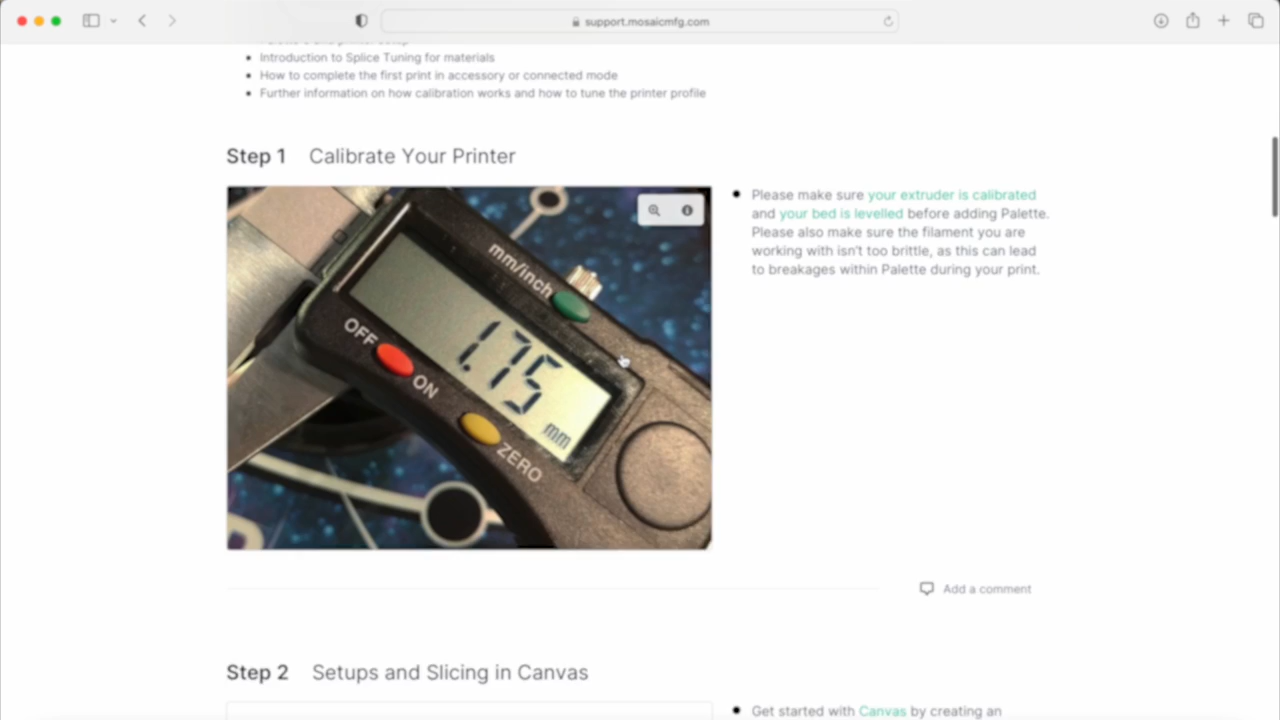 support.mosaicmfg.com
Introduction to Splice Tuning for materials
How to complete the first print in accessory or connected mode
Further information on how calibration works and how to tune the printer profile
Step 1 Calibrate Your Printer
mm/inch
OFF
ON
1.75
mm
ZERO
Please make sure your extruder is calibrated
and your bed is levelled before adding Palette.
Please also make sure the filament you are
working with isn't too brittle, as this can lead
to breakages within Palette during your print.
Add a comment
Step 2 Setups and Slicing in Canvas
Get started with Canvas by creating an